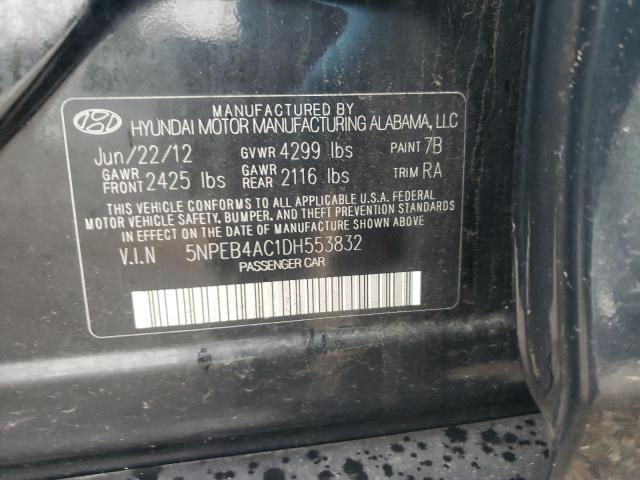 MANUFACTURED BY
HYUNDAI MOTOR MANUFACTURING ALABAMA, LLC
Jun/22/12 GVWR 4299 lbs PAINT 7B
GAWR FRONT 2425 lbs GAWR REAR 2116 lbs TRIM RA
THIS VEHICLE CONFORMS TO ALL APPLICABLE U.S.A. FEDERAL
MOTOR VEHICLE SAFETY, BUMPER, AND THEFT PREVENTION STANDARDS
IN EFFECT ON THE DATE OF MANUFACTURE SHOWN ABOVE
V.I.N 5NPEB4AC1DH553832
PASSENGER CAR